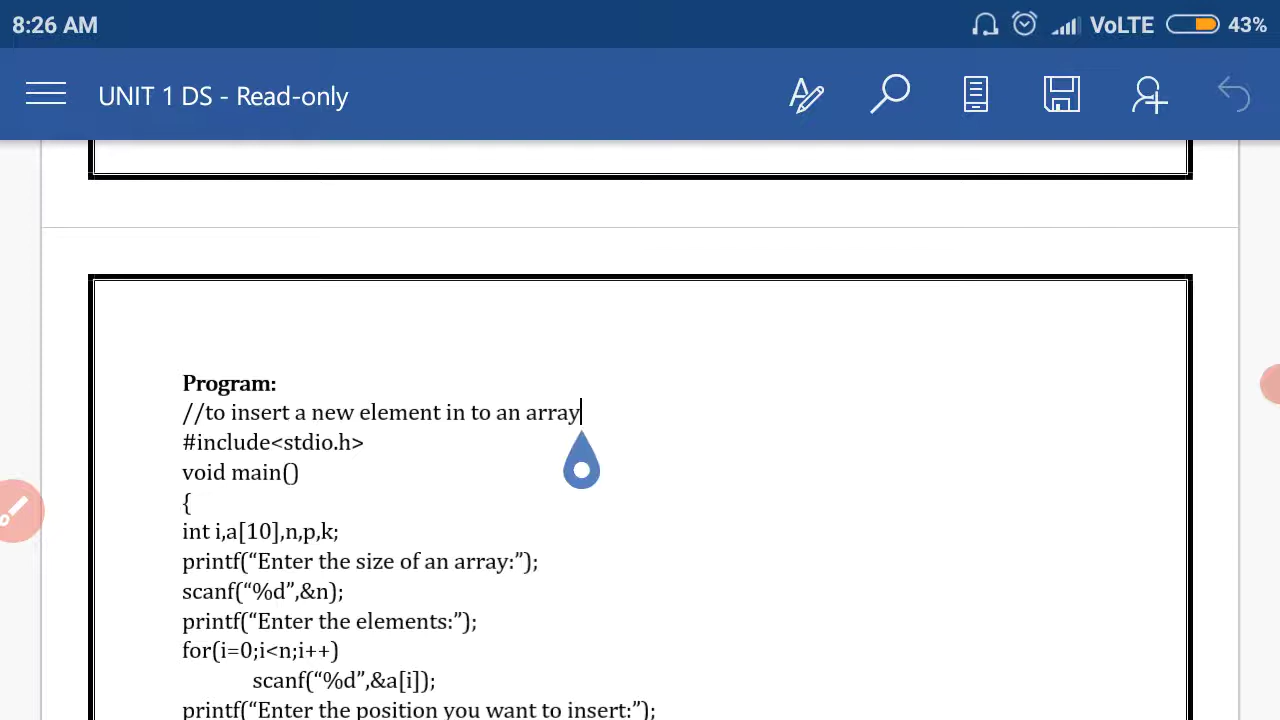 8:26 AM VoLTE 43%
UNIT 1 DS - Read-only
Program:
//to insert a new element in to an array
#include<stdio.h>
void main()
{
int i,a[10],n,p,k;
printf(“Enter the size of an array:”);
scanf(“%d”,&n);
printf(“Enter the elements:”);
for(i=0;i<n;i++)
scanf(“%d”,&a[i]);
printf(“Enter the position you want to insert:”);